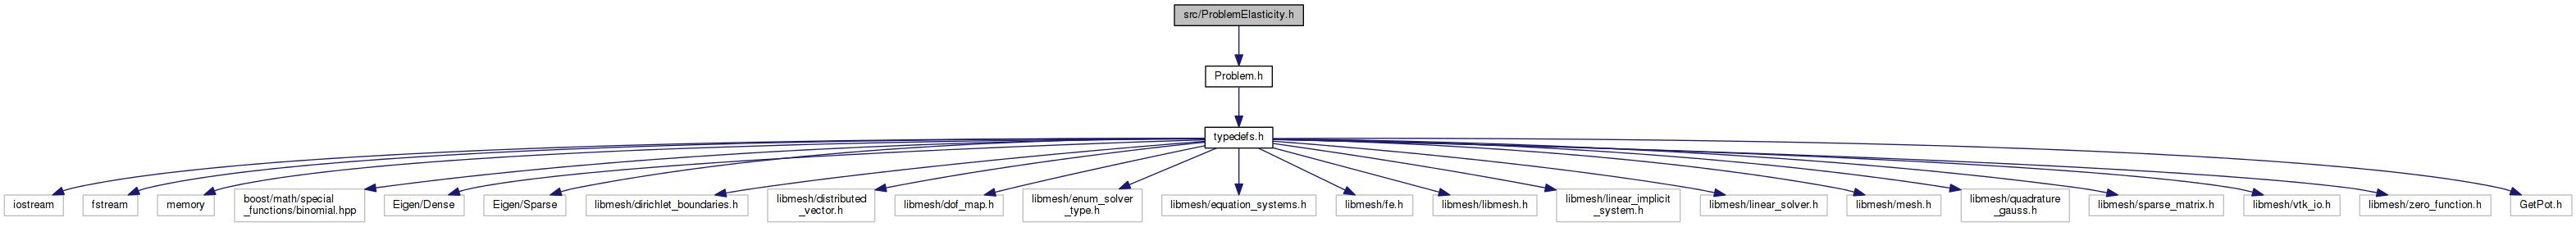 src/ProblemElasticity.h
Problem.h
typedefs.h
iostream
fstream
memory
boost/math/special
_functions/binomial.hpp
Eigen/Dense
Eigen/Sparse
libmesh/dirichlet_boundaries.h
libmesh/distributed
_vector.h
libmesh/dof_map.h
libmesh/enum_solver
_type.h
libmesh/equation_systems.h
libmesh/fe.h
libmesh/libmesh.h
libmesh/linear_implicit
_system.h
libmesh/linear_solver.h
libmesh/mesh.h
libmesh/quadrature
_gauss.h
libmesh/sparse_matrix.h
libmesh/vtk_io.h
libmesh/zero_function.h
GetPot.h